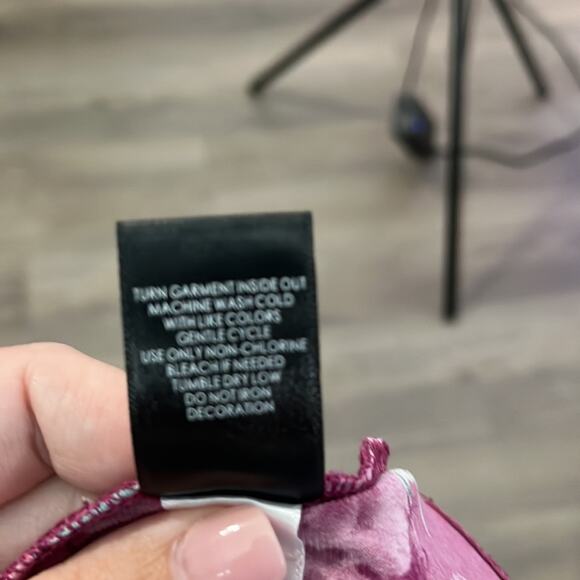 TURN GARMENT INSIDE OUT
MACHINE WASH COLD
WITH LIKE COLORS
GENTLE CYCLE
USE ONLY NON-CHLORINE
BLEACH IF NEEDED
TUMBLE DRY LOW
DO NOT IRON
DECORATION